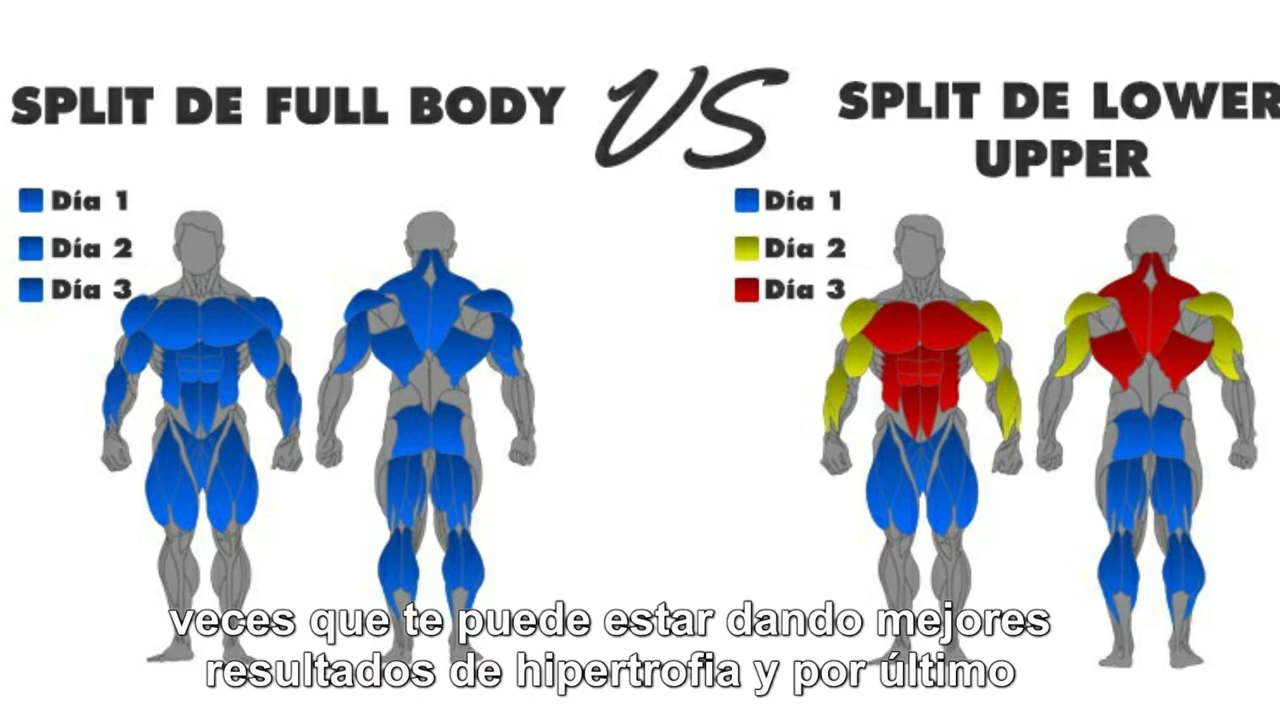 SPLIT DE FULL BODY
VS
SPLIT DE LOWER
UPPER
Día 1
Día 2
Día 3
Día 1
Día 2
Día 3
veces que te puede estar dando mejores
resultados de hipertrofia y por último